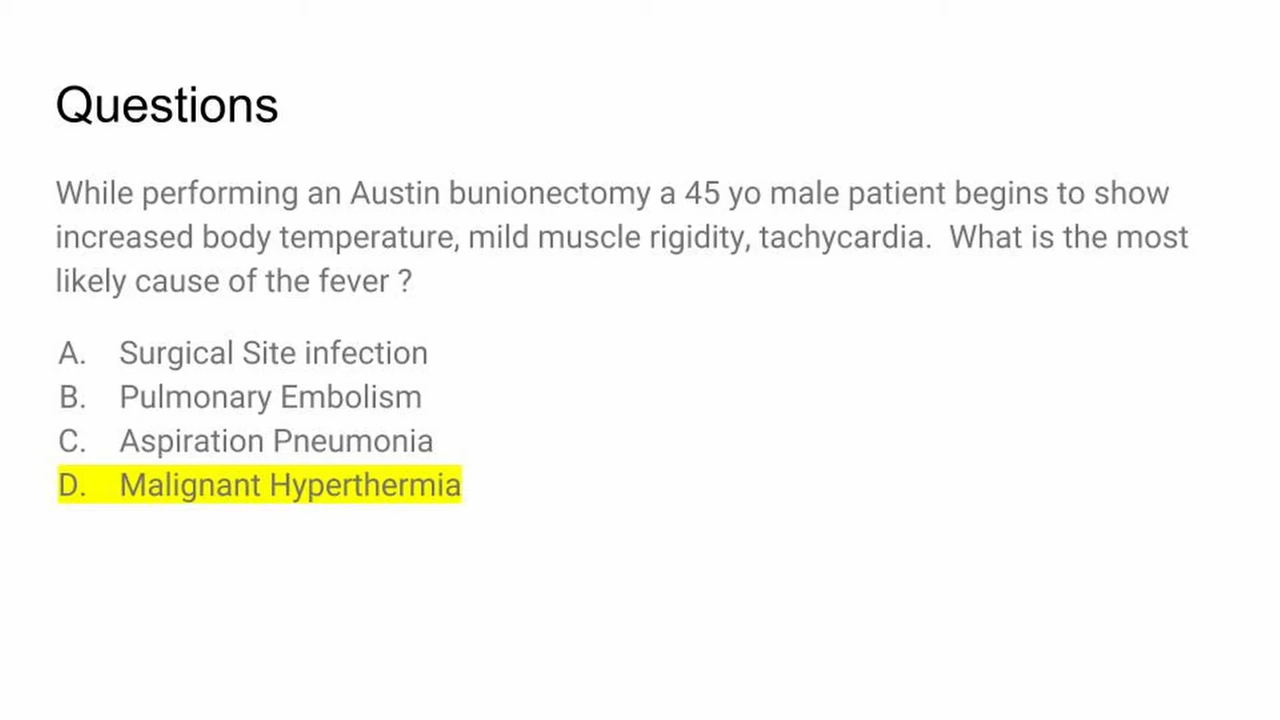 Questions
While performing an Austin bunionectomy a 45 yo male patient begins to show
increased body temperature, mild muscle rigidity, tachycardia.  What is the most
likely cause of the fever ?
A. Surgical Site infection
B. Pulmonary Embolism
C. Aspiration Pneumonia
D. Malignant Hyperthermia